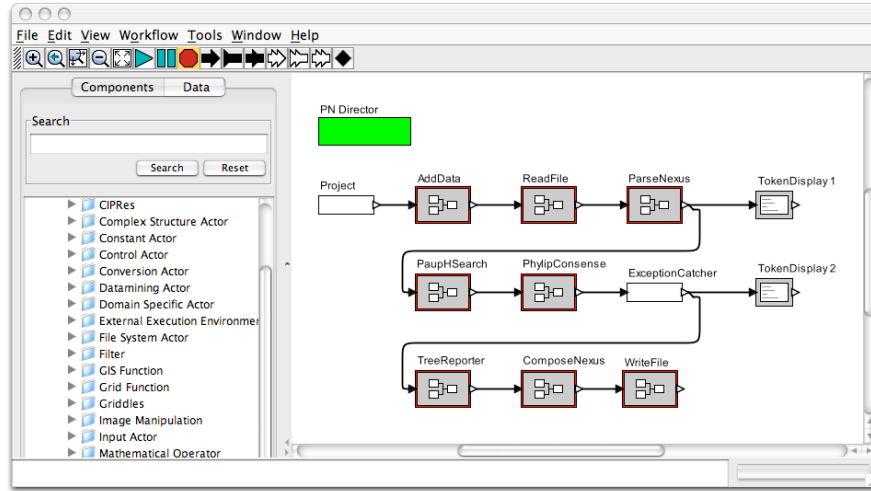 File Edit View Workflow Tools Window Help
Components Data
Search
Search Reset
CIPRes
Complex Structure Actor
Constant Actor
Control Actor
Conversion Actor
Datamining Actor
Domain Specific Actor
External Execution Environmen
File System Actor
Filter
GIS Function
Grid Function
Griddles
Image Manipulation
Input Actor
Mathematical Operator
PN Director
Project AddData ReadFile ParseNexus TokenDisplay 1
PaupHSearch PhylipConsense ExceptionCatcher TokenDisplay 2
TreeReporter ComposeNexus WriteFile